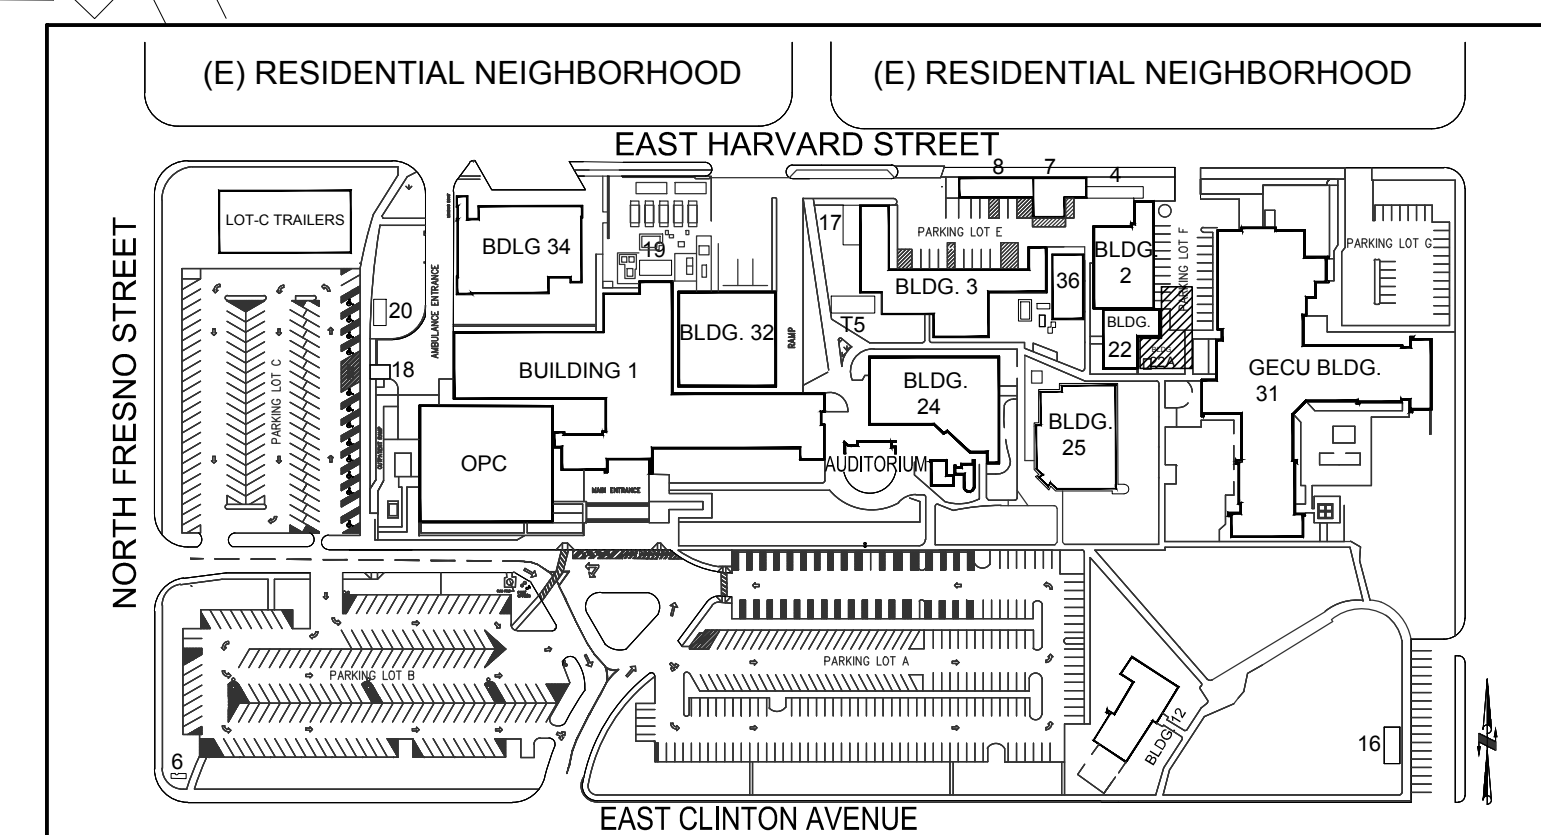 (E) RESIDENTIAL NEIGHBORHOOD
(E) RESIDENTIAL NEIGHBORHOOD
EAST HARVARD STREET
NORTH FRESNO STREET
LOT-C TRAILERS
BDLG 34
19
17
8
7
4
PARKING LOT E
PARKING LOT F
PARKING LOT G
BLDG.
2
BLDG. 3
36
20
AMBULANCE ENTRANCE
BLDG. 32
RAMP
T5
BLDG.
22
22A
18
BUILDING 1
PARKING LOT C
BLDG.
24
GECU BLDG.
31
BLDG.
25
OPC
AUDITORIUM
MAIN ENTRANCE
PARKING LOT A
PARKING LOT B
BLDG. 12
16
6
EAST CLINTON AVENUE
N